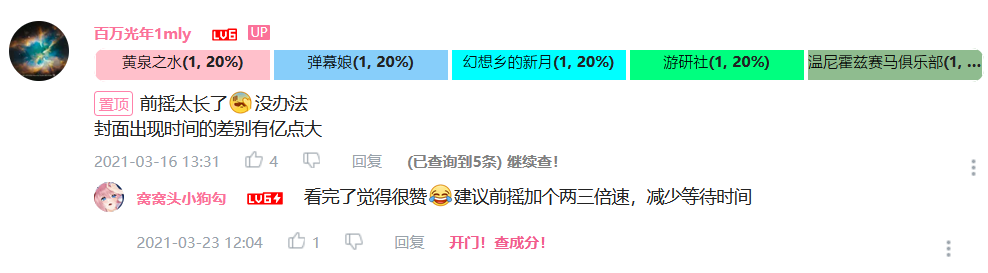 百万光年1mly LV6 UP
黄泉之水(1, 20%) 弹幕娘(1, 20%) 幻想乡的新月(1, 20%) 游研社(1, 20%) 温尼霍兹赛马俱乐部(1, ...
置顶 前摇太长了 没办法
封面出现时间的差别有亿点大
2021-03-16 13:31 4 回复 (已查询到5条) 继续查!
窝窝头小狗勾 LV6 看完了觉得很赞😂建议前摇加个两三倍速，减少等待时间
2021-03-23 12:04 1 回复 开门！查成分!